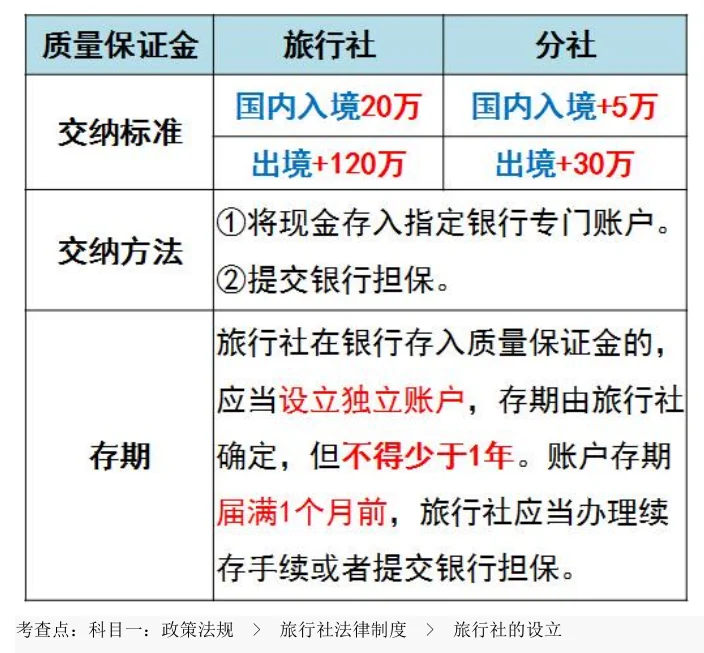 质量保证金 旅行社 分社
交纳标准 国内入境20万 国内入境+5万
出境+120万 出境+30万
交纳方法 ①将现金存入指定银行专门账户。
②提交银行担保。
存期 旅行社在银行存入质量保证金的，
应当设立独立账户，存期由旅行社
确定，但不得少于1年。账户存期
届满1个月前，旅行社应当办理续
存手续或者提交银行担保。
考查点：科目一：政策法规 > 旅行社法律制度 > 旅行社的设立